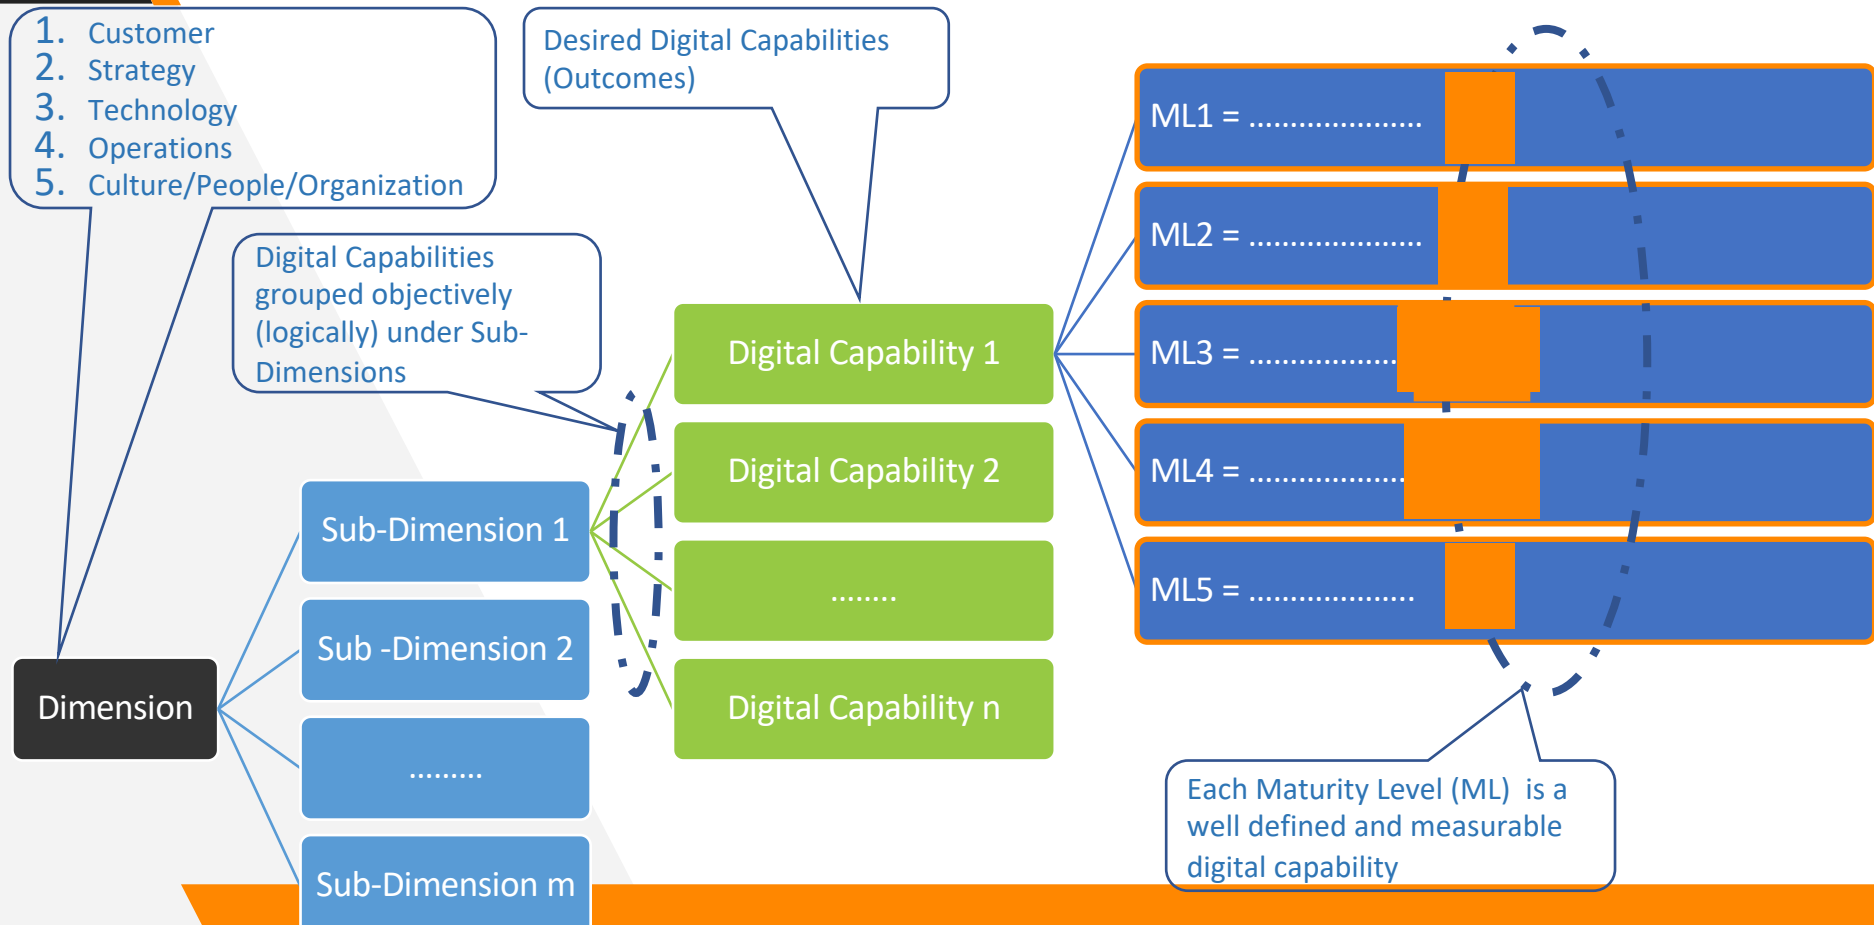 1. Customer
2. Strategy
3. Technology
4. Operations
5. Culture/People/Organization
Desired Digital Capabilities
(Outcomes)
Digital Capabilities
grouped objectively
(logically) under Sub-
Dimensions
Dimension
Sub-Dimension 1
Sub -Dimension 2
.........
Sub-Dimension m
Digital Capability 1
Digital Capability 2
........
Digital Capability n
ML1 = .....................
ML2 = .....................
ML3 = ..................
ML4 = ...................
ML5 = ....................
Each Maturity Level (ML)  is a
well defined and measurable
digital capability